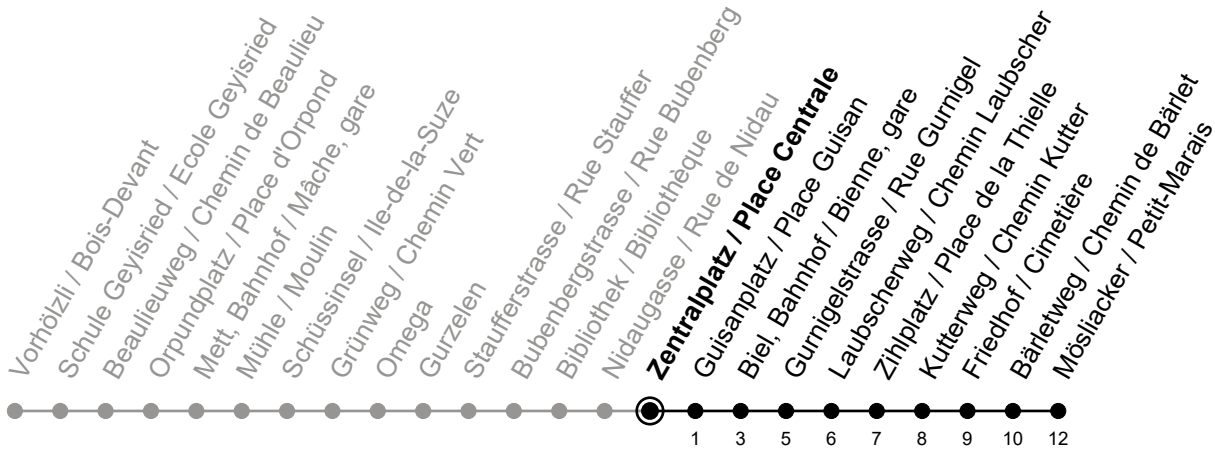 Vorhölzli / Bois-Devant
Schule Geyisried / Ecole Geyisried
Beaulieuweg / Chemin de Beaulieu
Orpundplatz / Place d'Orpond
Mett, Bahnhof / Mâche, gare
Mühle / Moulin
Schüssinsel / Ile-de-la-Suze
Grünweg / Chemin Vert
Omega
Gurzelen
Staufferstrasse / Rue Stauffer
Bubenbergstrasse / Rue Bubenberg
Bibliothek / Bibliothèque
Nidaugasse / Rue de Nidau
Zentralplatz / Place Centrale
Guisanplatz / Place Guisan
Biel, Bahnhof / Bienne, gare
Gurnigelstrasse / Rue Gurnigel
Laubscherweg / Chemin Laubscher
Zihlplatz / Place de la Thielle
Kutterweg / Chemin Kutter
Friedhof / Cimetière
Bärletweg / Chemin de Bärlet
Mösliacker / Petit-Marais
1 3 5 6 7 8 9 10 12